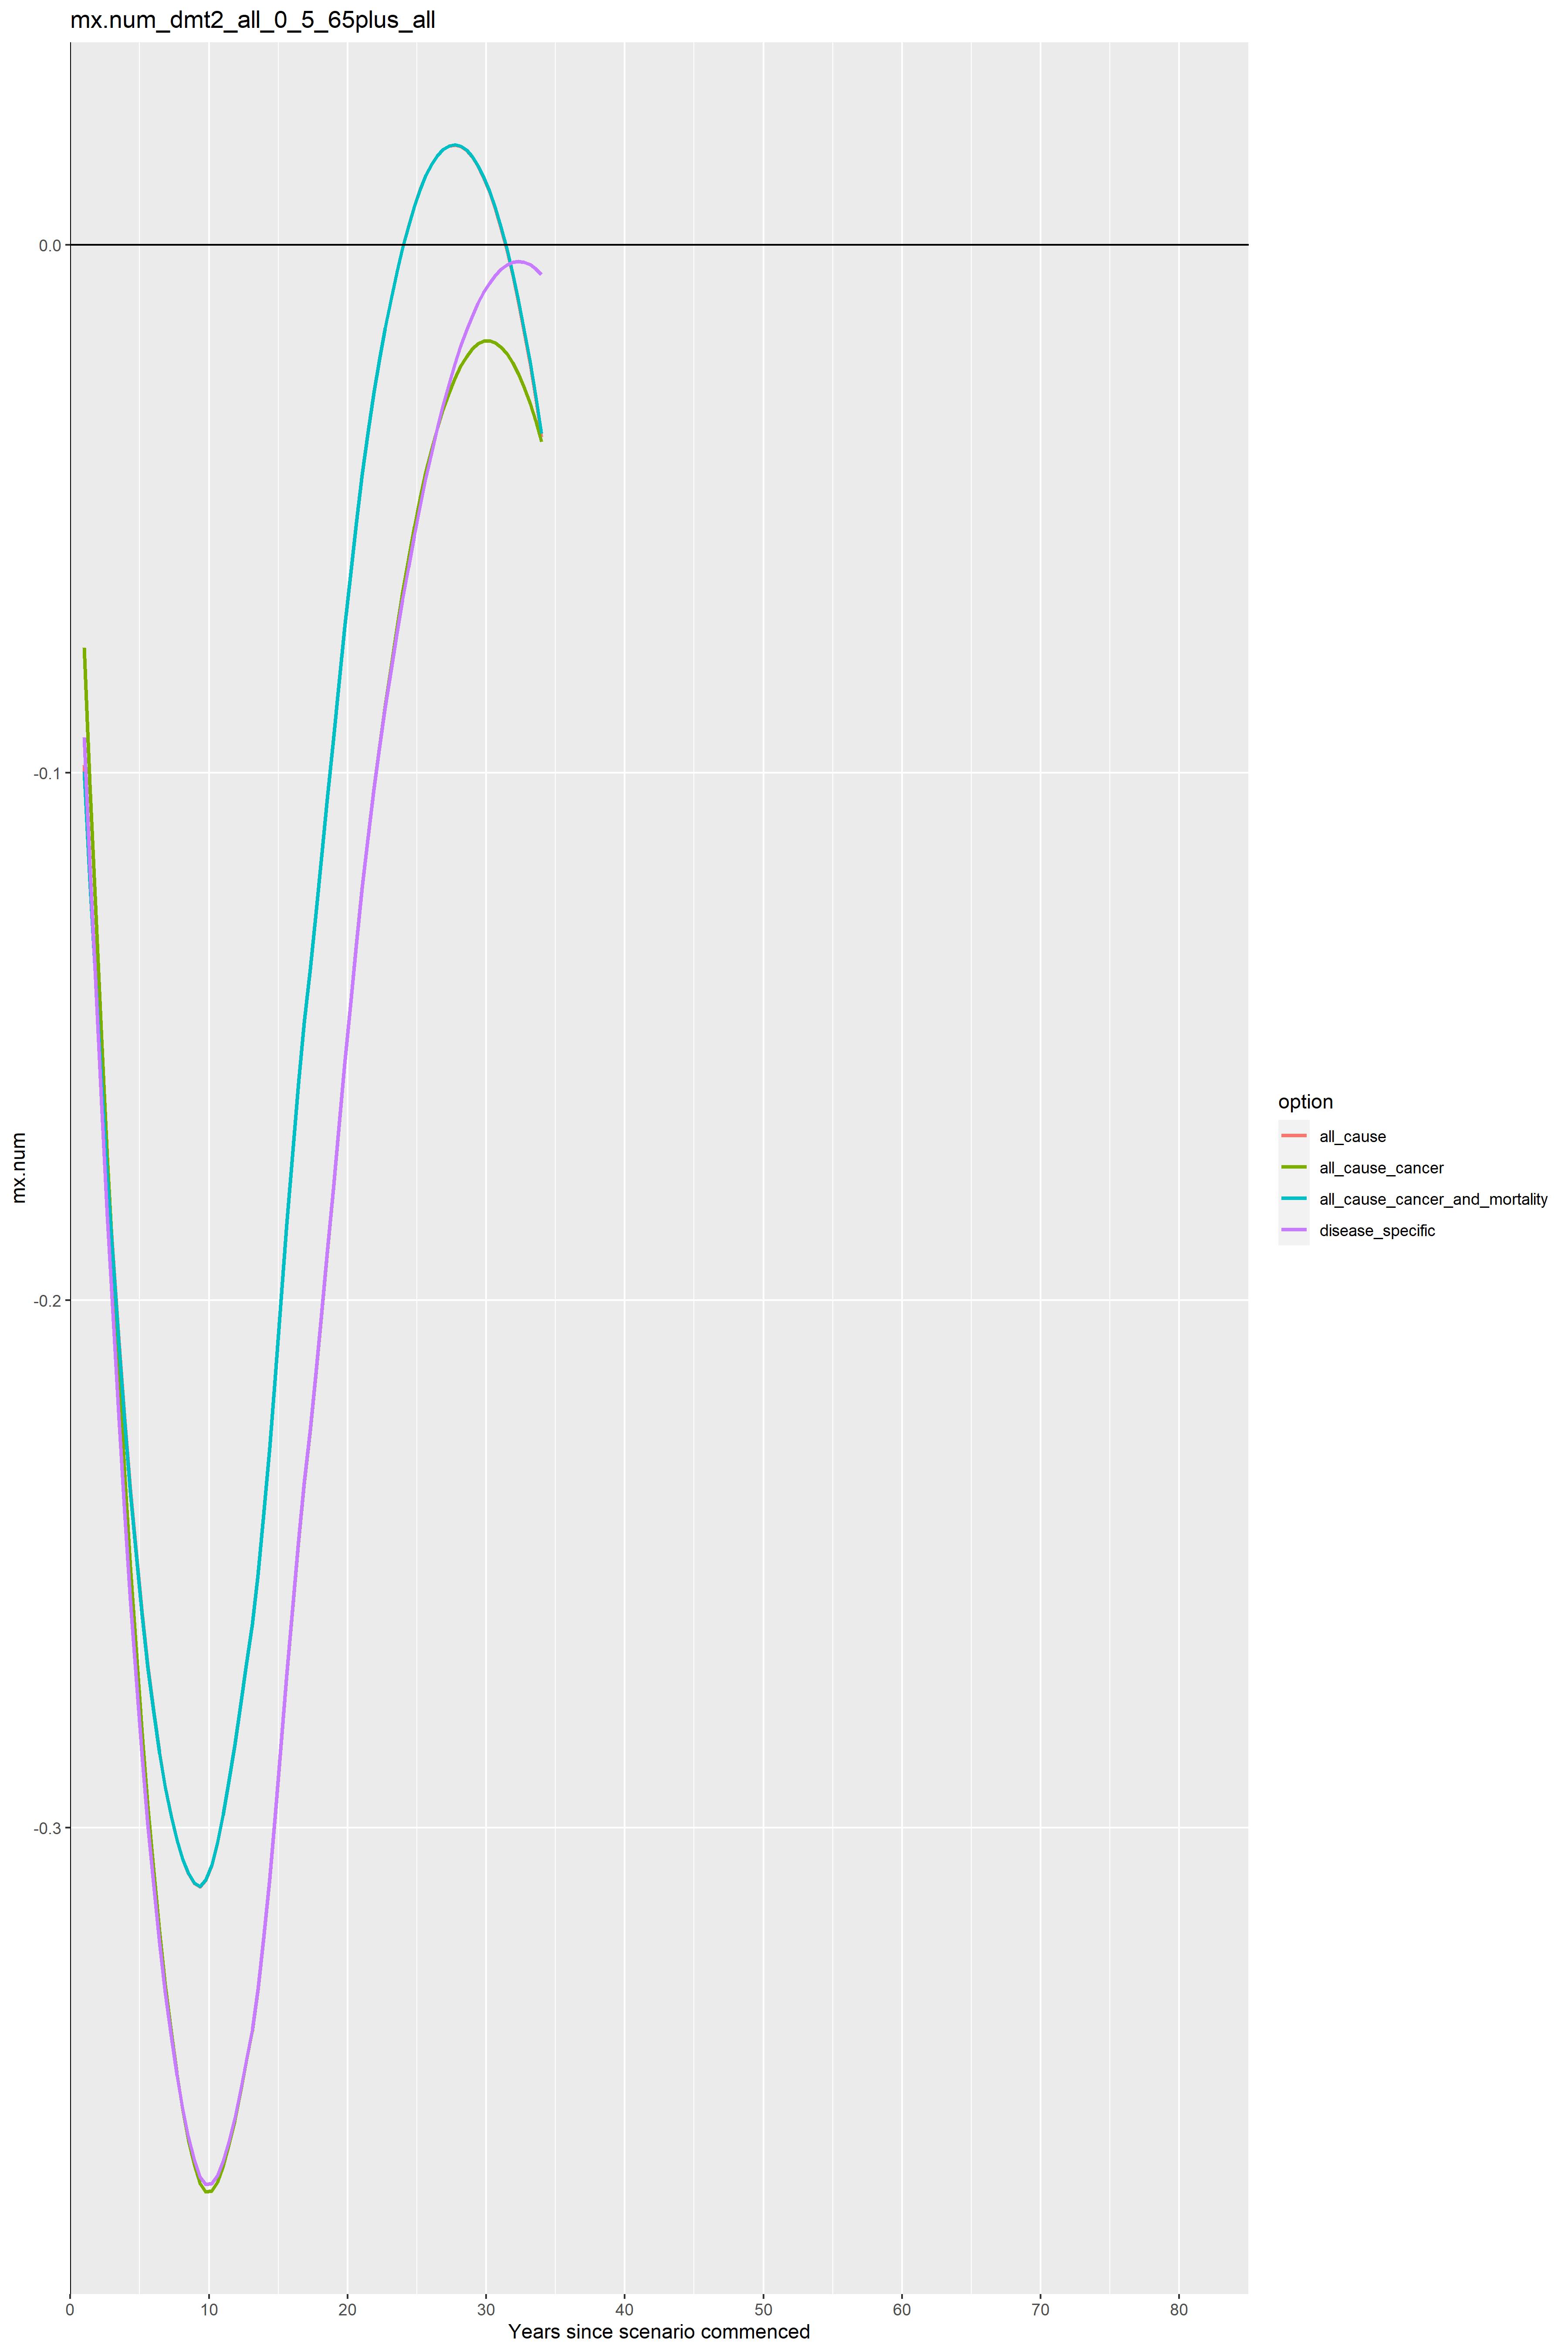 mx.num_dmt2_all_0_5_65plus_all
0.0
-0.1
-0.2
-0.3
mx.num
0 10 20 30 40 50 60 70 80
Years since scenario commenced
option
all_cause
all_cause_cancer
all_cause_cancer_and_mortality
disease_specific